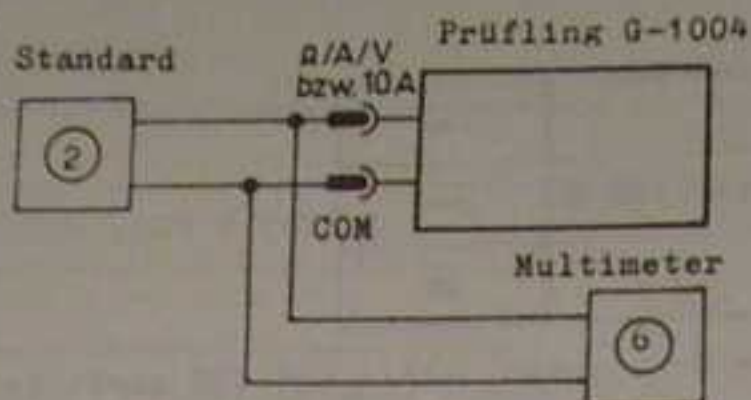 Prüfling G-1004
Standard
Ω/A/V
bzw. 10A
2
COM
Multimeter
6